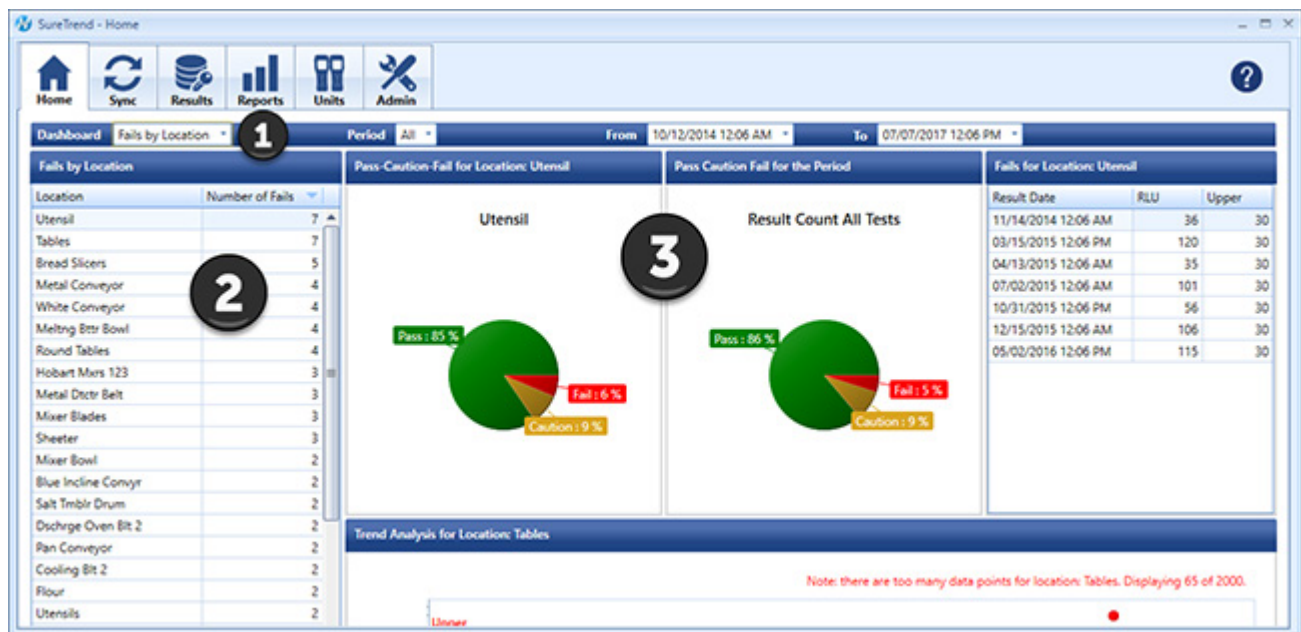 SureTrend - Home
Home Sync Results Reports Units Admin
?
Dashboard Fails by Location 1 Period All From 10/12/2014 12:06 AM To 07/07/2017 12:06 PM
Fails by Location
Location Number of Fails
Utensil 7
Tables 7
Bread Slicers 5
Metal Conveyor 4
White Conveyor 4
Meltng Bttr Bowl 4
Round Tables 4
Hobart Mxrs 123 3
Metal Dtctr Belt 3
Mixer Blades 3
Sheeter 3
Mixer Bowl 2
Blue Incline Convyr 2
Salt Tmblr Drum 2
Dschrge Oven Blt 2 2
Pan Conveyor 2
Cooling Blt 2 2
Flour 2
Utensils 2
2
Pass-Caution-Fail for Location: Utensil
Utensil
Pass : 85 %
Fail : 6 %
Caution : 9 %
3
Pass Caution Fail for the Period
Result Count All Tests
Pass : 86 %
Fail : 5 %
Caution : 9 %
Fails for Location: Utensil
Result Date RLU Upper
11/14/2014 12:06 AM 36 30
03/15/2015 12:06 PM 120 30
04/13/2015 12:06 AM 35 30
07/02/2015 12:06 AM 101 30
10/31/2015 12:06 PM 56 30
12/15/2015 12:06 AM 106 30
05/02/2016 12:06 PM 115 30
Trend Analysis for Location: Tables
Note: there are too many data points for location: Tables. Displaying 65 of 2000.
Upper